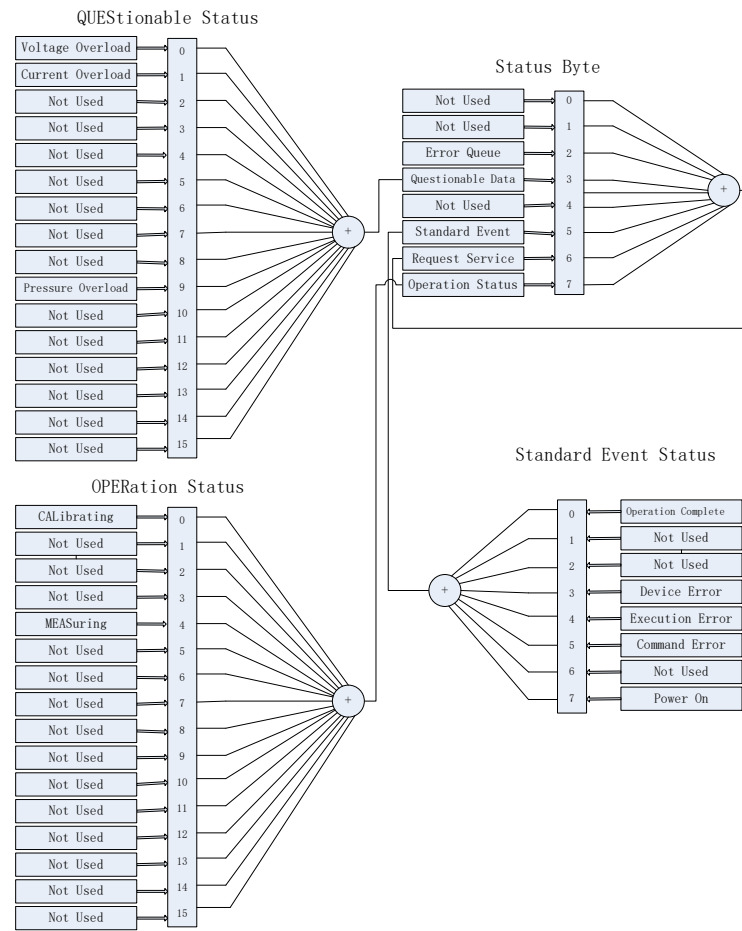 QUEStionable Status
Voltage Overload 0
Current Overload 1
Not Used 2
Not Used 3
Not Used 4
Not Used 5
Not Used 6
Not Used 7
Not Used 8
Pressure Overload 9
Not Used 10
Not Used 11
Not Used 12
Not Used 13
Not Used 14
Not Used 15
+
Status Byte
Not Used 0
Not Used 1
Error Queue 2
Questionable Data 3
Not Used 4
Standard Event 5
Request Service 6
Operation Status 7
+
OPERation Status
CALibrating 0
Not Used 1
Not Used 2
Not Used 3
MEASuring 4
Not Used 5
Not Used 6
Not Used 7
Not Used 8
Not Used 9
Not Used 10
Not Used 11
Not Used 12
Not Used 13
Not Used 14
Not Used 15
+
Standard Event Status
0 Operation Complete
1 Not Used
2 Not Used
3 Device Error
4 Execution Error
5 Command Error
6 Not Used
7 Power On
+